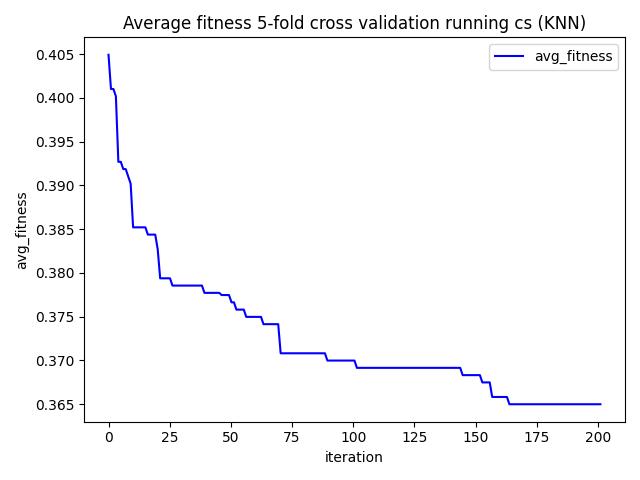 Average fitness 5-fold cross validation running cs (KNN)
avg_fitness
0.405
0.400
0.395
0.390
0.385
0.380
0.375
0.370
0.365
avg_fitness
0 25 50 75 100 125 150 175 200
iteration